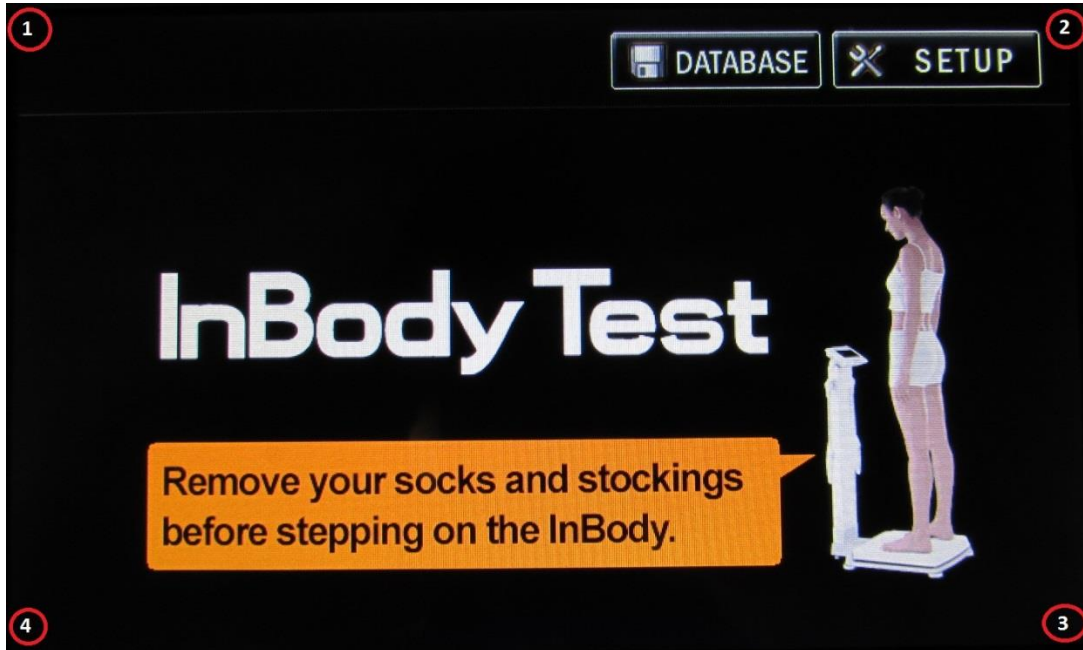 1
2
DATABASE
SETUP
InBody Test
Remove your socks and stockings
before stepping on the InBody.
4
3